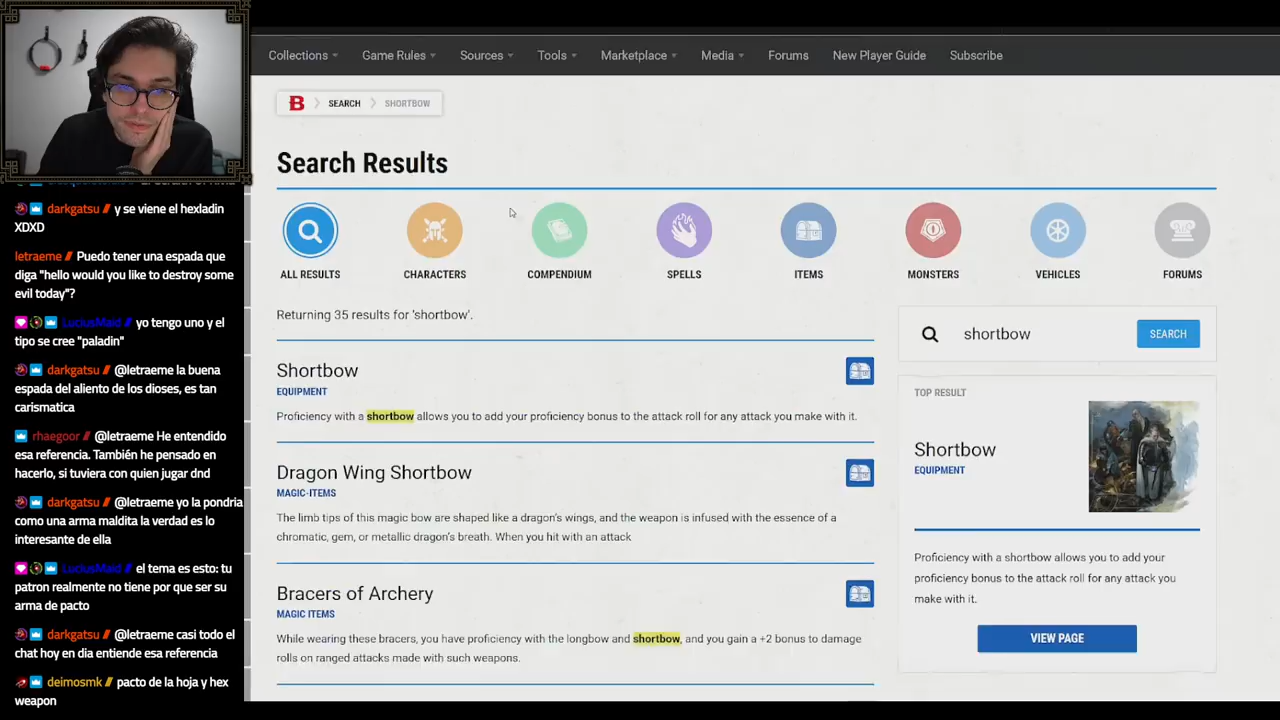 Collections
Game Rules
Sources
Tools
Marketplace
Media
Forums
New Player Guide
Subscribe
B
SEARCH
SHORTBOW
Search Results
ALL RESULTS
CHARACTERS
COMPENDIUM
SPELLS
ITEMS
MONSTERS
VEHICLES
FORUMS
Returning 35 results for 'shortbow'.
Shortbow
EQUIPMENT
Proficiency with a shortbow allows you to add your proficiency bonus to the attack roll for any attack you make with it.
Dragon Wing Shortbow
MAGIC-ITEMS
The limb tips of this magic bow are shaped like a dragon's wings, and the weapon is infused with the essence of a
chromatic, gem, or metallic dragon's breath. When you hit with an attack
Bracers of Archery
MAGIC ITEMS
While wearing these bracers, you have proficiency with the longbow and shortbow, and you gain a +2 bonus to damage
rolls on ranged attacks made with such weapons.
shortbow
SEARCH
TOP RESULT
Shortbow
EQUIPMENT
Proficiency with a shortbow allows you to add your
proficiency bonus to the attack roll for any attack you
make with it.
VIEW PAGE
darkgatsu // y se viene el hexladin
XDXD
letraeme // Puedo tener una espada que
diga "hello would you like to destroy some
evil today"?
LuciusMaid // yo tengo uno y el
tipo se cree "paladin"
darkgatsu // @letraeme la buena
espada del aliento de los dioses, es tan
carismatica
rhaegoor // @letraeme He entendido
esa referencia. También he pensado en
hacerlo, si tuviera con quien jugar dnd
darkgatsu // @letraeme yo la pondria
como una arma maldita la verdad es lo
interesante de ella
LuciusMaid // el tema es esto: tu
patron realmente no tiene por que ser su
arma de pacto
darkgatsu // @letraeme casi todo el
chat hoy en dia entiende esa referencia
deimosmk // pacto de la hoja y hex
weapon